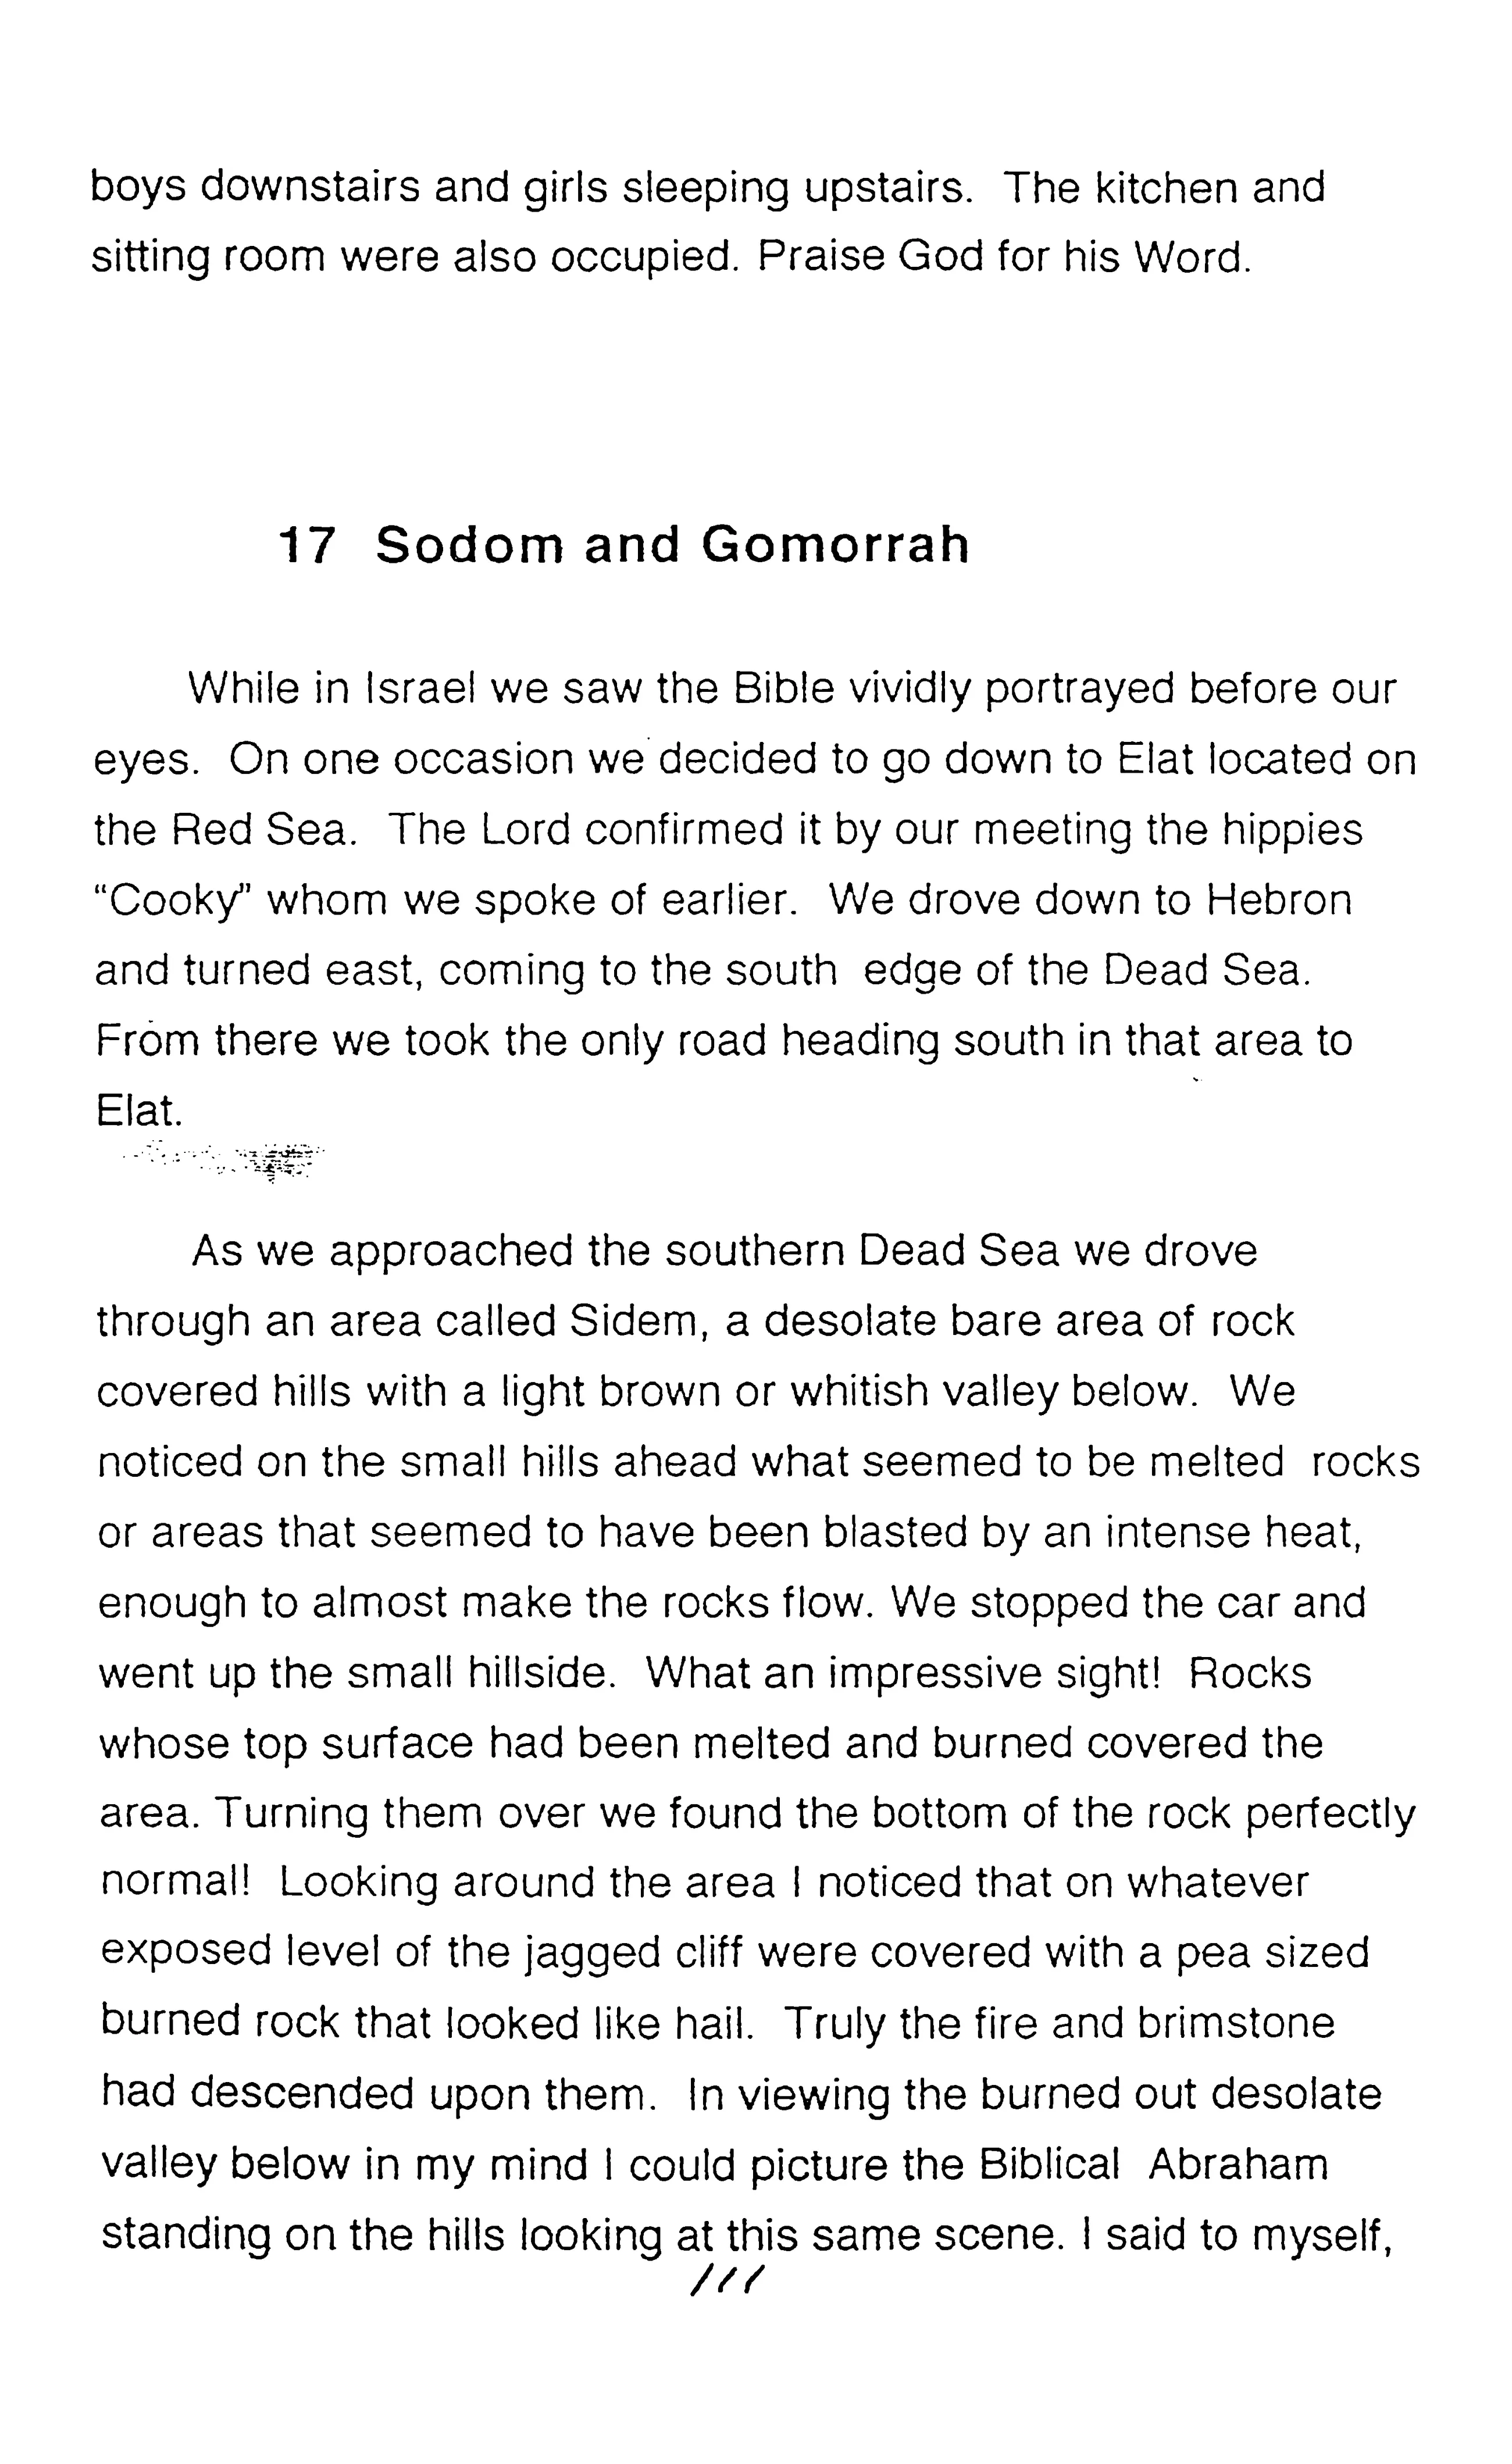 boys downstairs and girls sleeping upstairs. The kitchen and
sitting room were also occupied. Praise God for his Word.
17 Sodom and Gomorrah
While in Israel we saw the Bible vividly portrayed before our
eyes. On one occasion we decided to go down to Elat located on
the Red Sea. The Lord confirmed it by our meeting the hippies
“Cooky” whom we spoke of earlier. We drove down to Hebron
and turned east, coming to the south edge of the Dead Sea.
From there we took the only road heading south in that area to
Elat.
As we approached the southern Dead Sea we drove
through an area called Sidem, a desolate bare area of rock
covered hills with a light brown or whitish valley below. We
noticed on the small hills ahead what seemed to be melted rocks
or areas that seemed to have been blasted by an intense heat,
enough to almost make the rocks flow. We stopped the car and
went up the small hillside. What an impressive sight! Rocks
whose top surface had been melted and burned covered the
area. Turning them over we found the bottom of the rock perfectly
normal! Looking around the area I noticed that on whatever
exposed level of the jagged cliff were covered with a pea sized
burned rock that looked like hail. Truly the fire and brimstone
had descended upon them. In viewing the burned out desolate
valley below in my mind I could picture the Biblical Abraham
standing on the hills looking at this same scene. I said to myself,
111